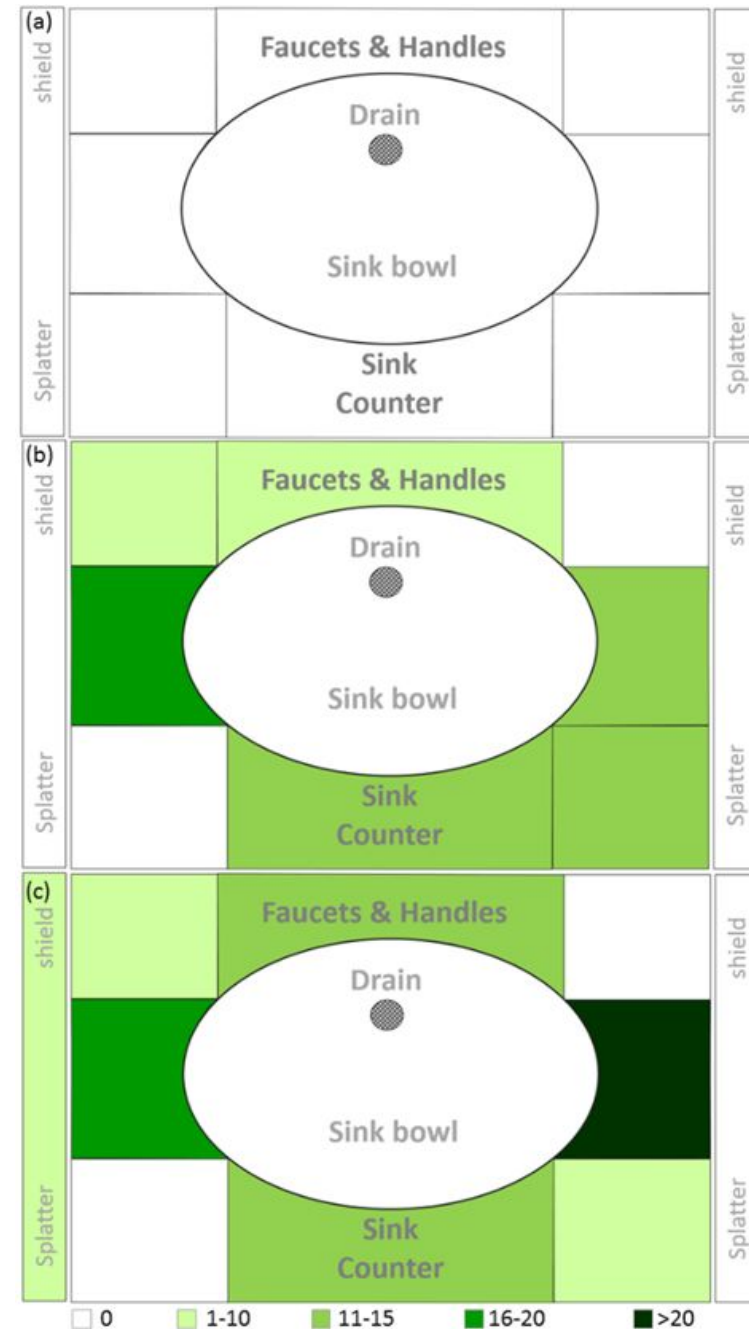 (a)
shield
Splatter
Faucets & Handles
Drain
Sink bowl
Sink
Counter
shield
Splatter
(b)
shield
Splatter
Faucets & Handles
Drain
Sink bowl
Sink
Counter
shield
Splatter
(c)
shield
Splatter
Faucets & Handles
Drain
Sink bowl
Sink
Counter
shield
Splatter
0 1-10 11-15 16-20 >20